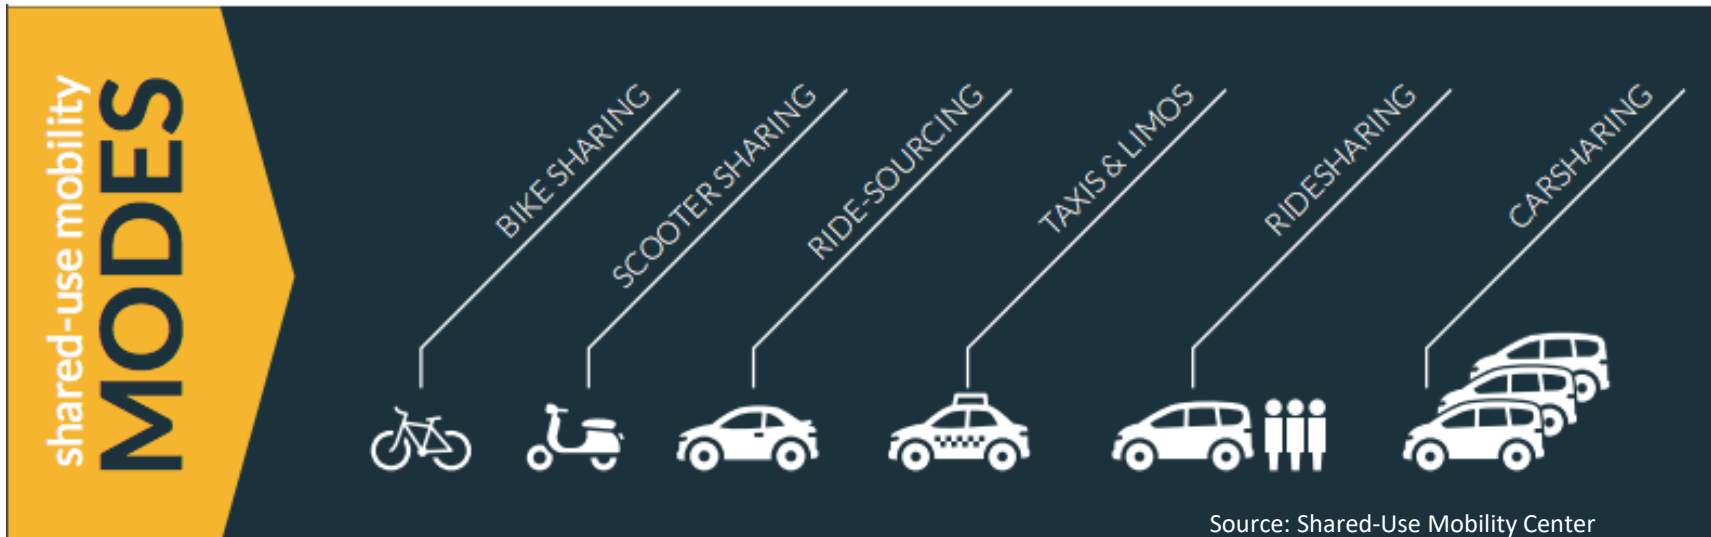 shared-use mobility
MODES
BIKE SHARING
SCOOTER SHARING
RIDE-SOURCING
TAXIS & LIMOS
RIDESHARING
CARSHARING
Source: Shared-Use Mobility Center